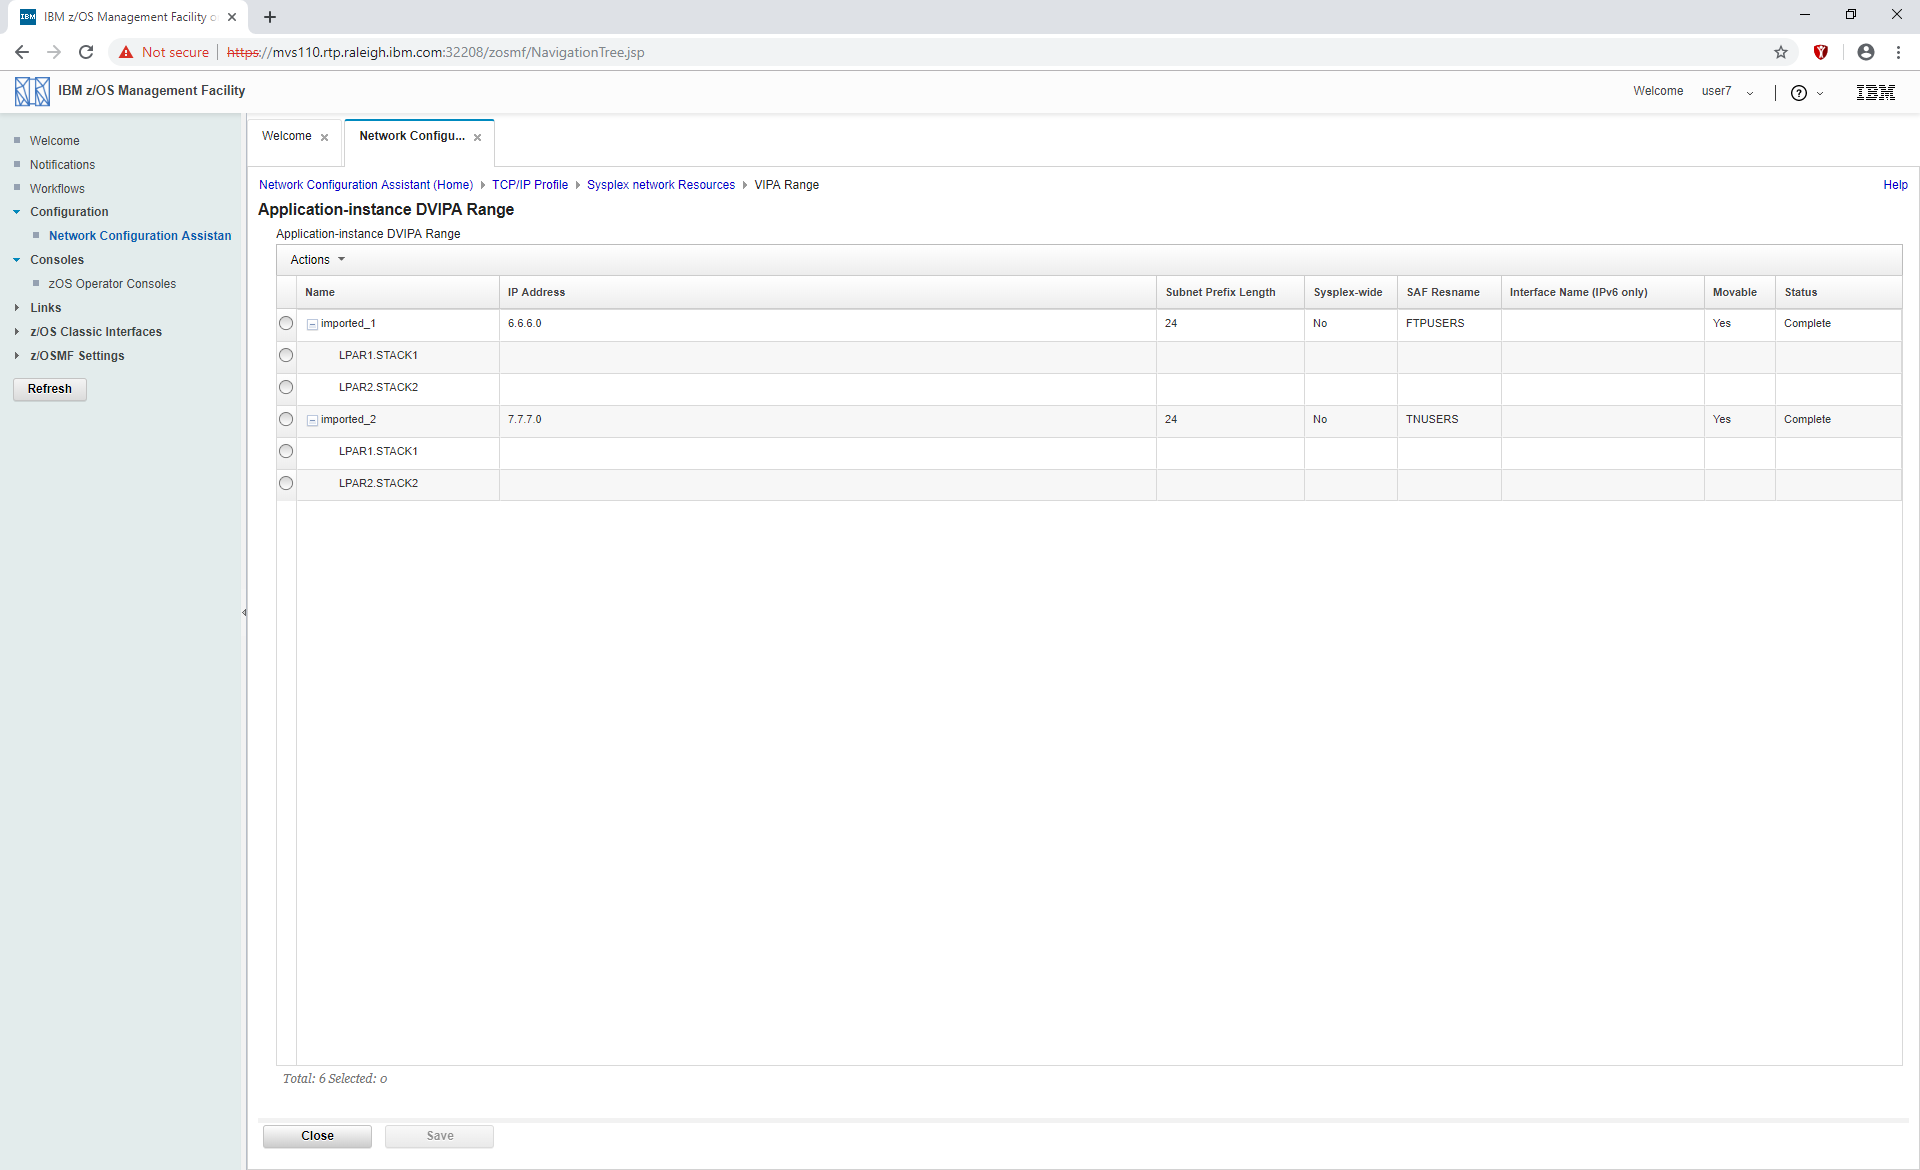 IBM z/OS Management Facility o
Not secure
https://mvs110.rtp.raleigh.ibm.com:32208/zosmf/NavigationTree.jsp
IBM z/OS Management Facility
Welcome user7
IBM
Welcome
Notifications
Workflows
Configuration
Network Configuration Assistan
Consoles
zOS Operator Consoles
Links
z/OS Classic Interfaces
z/OSMF Settings
Refresh
Welcome
Network Configu...
Network Configuration Assistant (Home) TCP/IP Profile Sysplex network Resources VIPA Range
Help
Application-instance DVIPA Range
Application-instance DVIPA Range
Actions
Name IP Address Subnet Prefix Length Sysplex-wide SAF Resname Interface Name (IPv6 only) Movable Status
imported_1 6.6.6.0 24 No FTPUSERS Yes Complete
LPAR1.STACK1
LPAR2.STACK2
imported_2 7.7.7.0 24 No TNUSERS Yes Complete
LPAR1.STACK1
LPAR2.STACK2
Total: 6 Selected: 0
Close Save